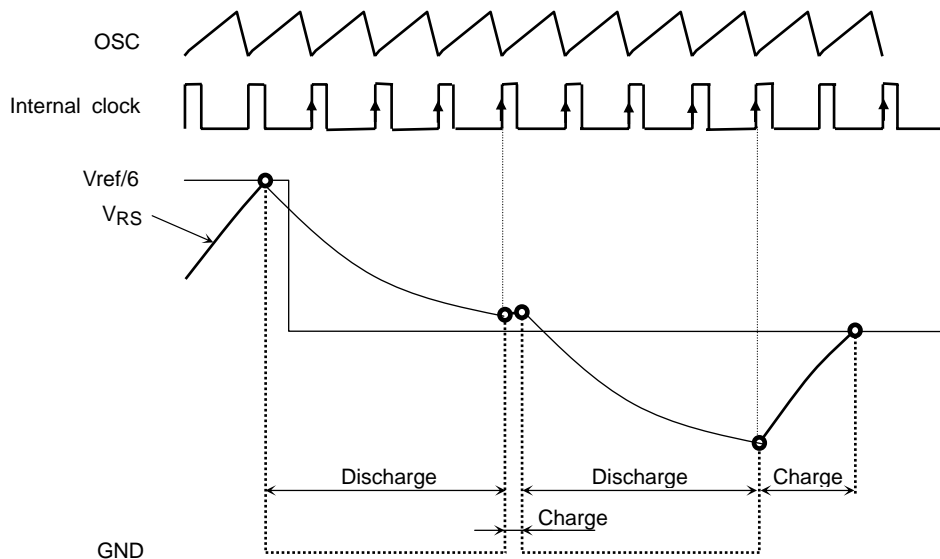 OSC
Internal clock
Vref/6
VRS
Discharge
Discharge
Charge
Charge
GND